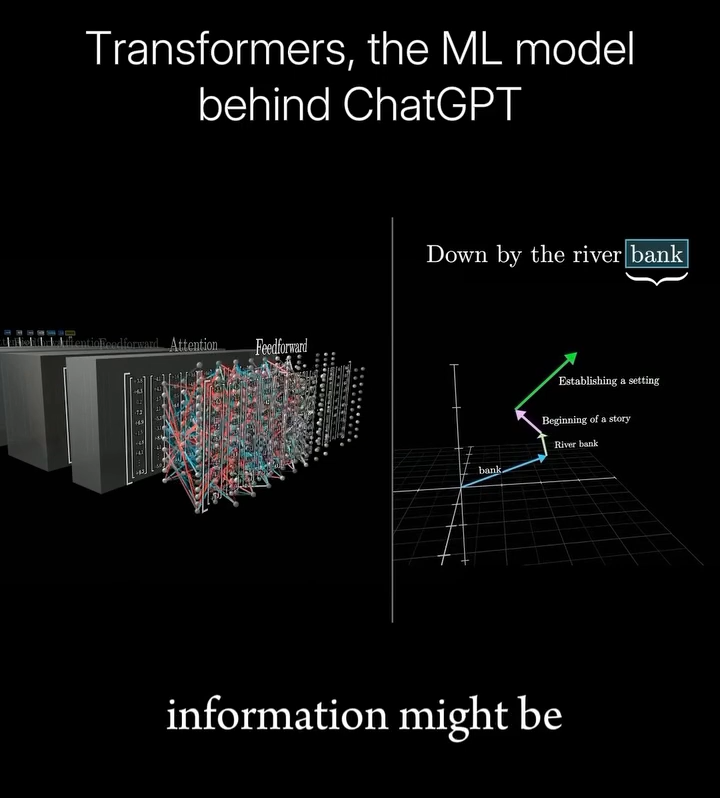 Transformers, the ML model
behind ChatGPT
Down by the river bank
Attention
Feedforward
Feedforward
Establishing a setting
Beginning of a story
River bank
bank
information might be